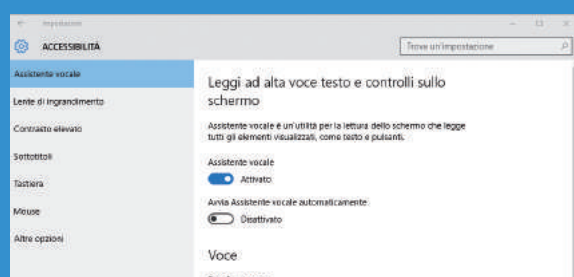 Impostazioni
ACCESSIBILITÀ
Trova un'impostazione
Assistente vocale
Lente di ingrandimento
Contrasto elevato
Sottotitoli
Tastiera
Mouse
Altre opzioni
Leggi ad alta voce testo e controlli sullo
schermo
Assistente vocale è un'utilità per la lettura dello schermo che legge
tutti gli elementi visualizzati, come testo e pulsanti.
Assistente vocale
Attivato
Avvia Assistente vocale automaticamente
Disattivato
Voce